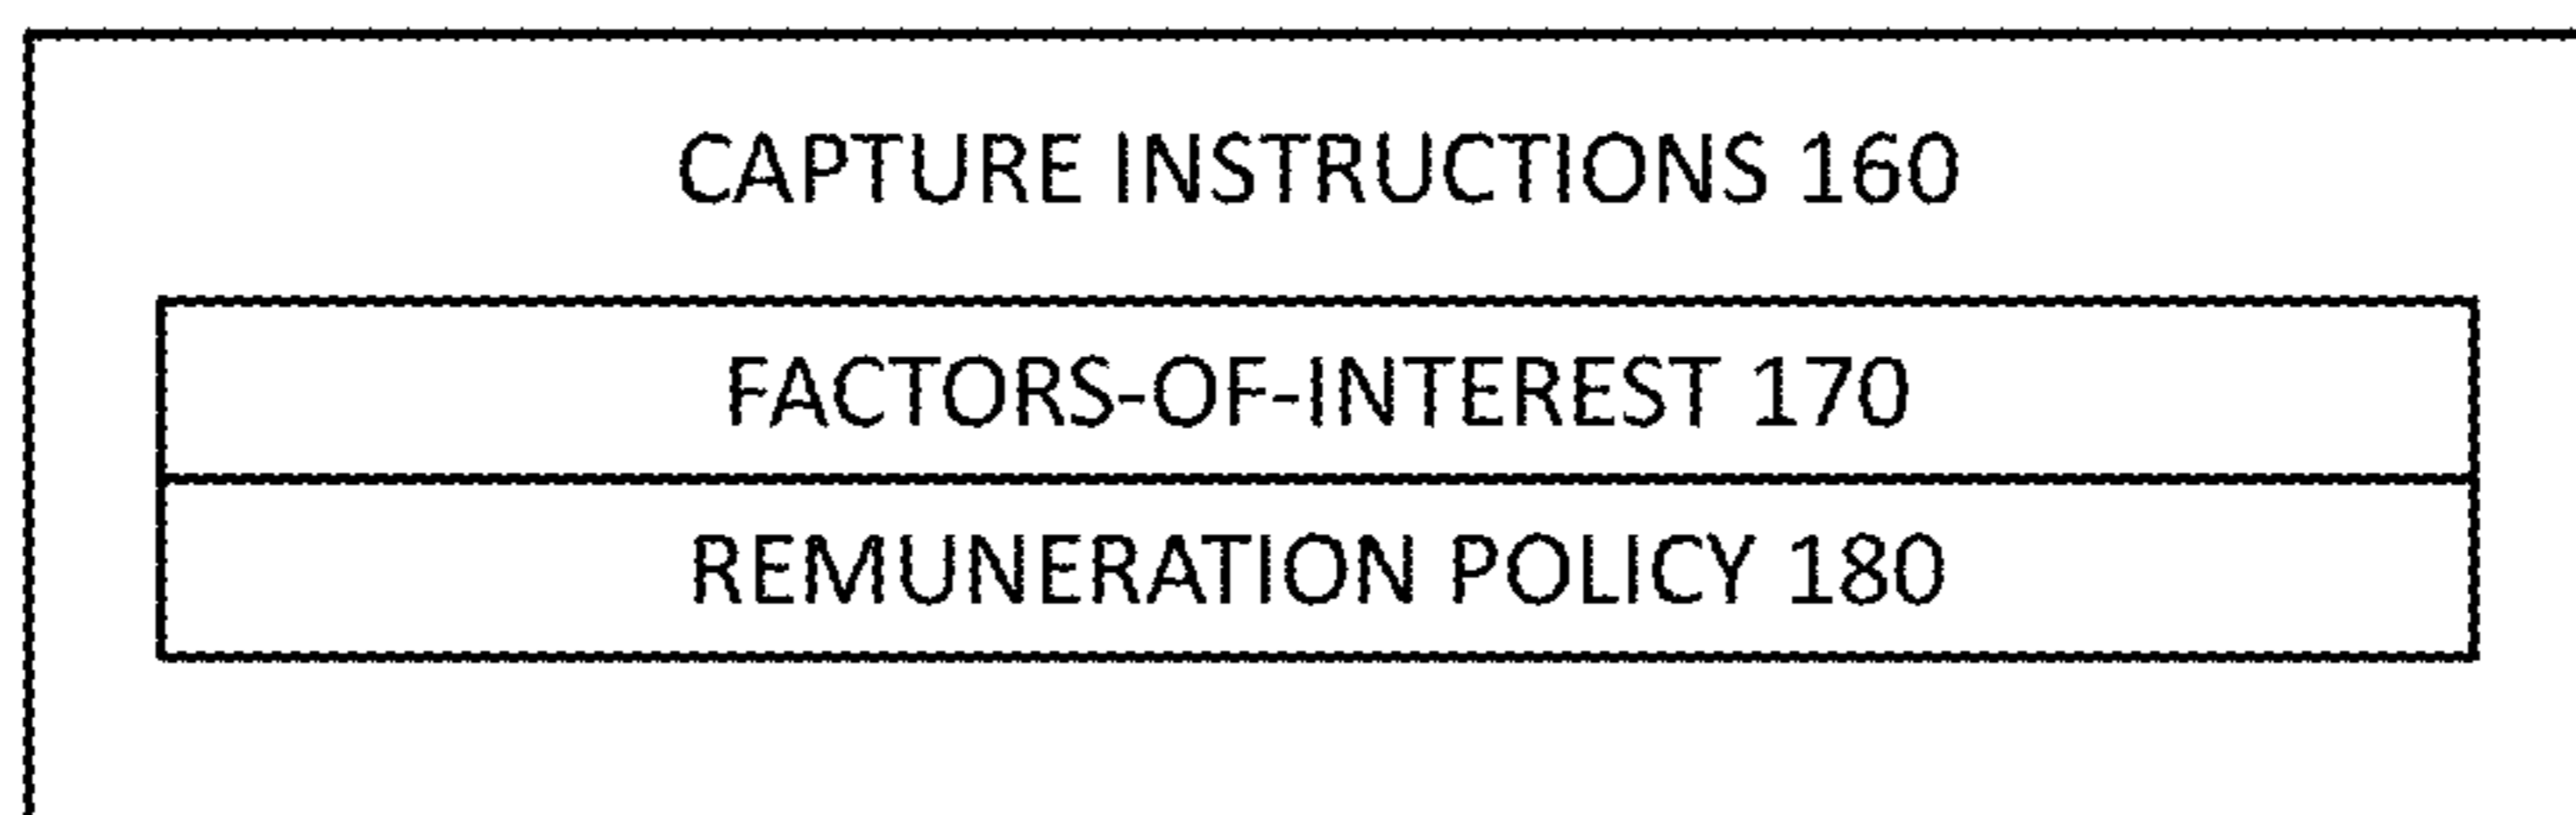 CAPTURE INSTRUCTIONS 160
FACTORS-OF-INTEREST 170
REMUNERATION POLICY 180